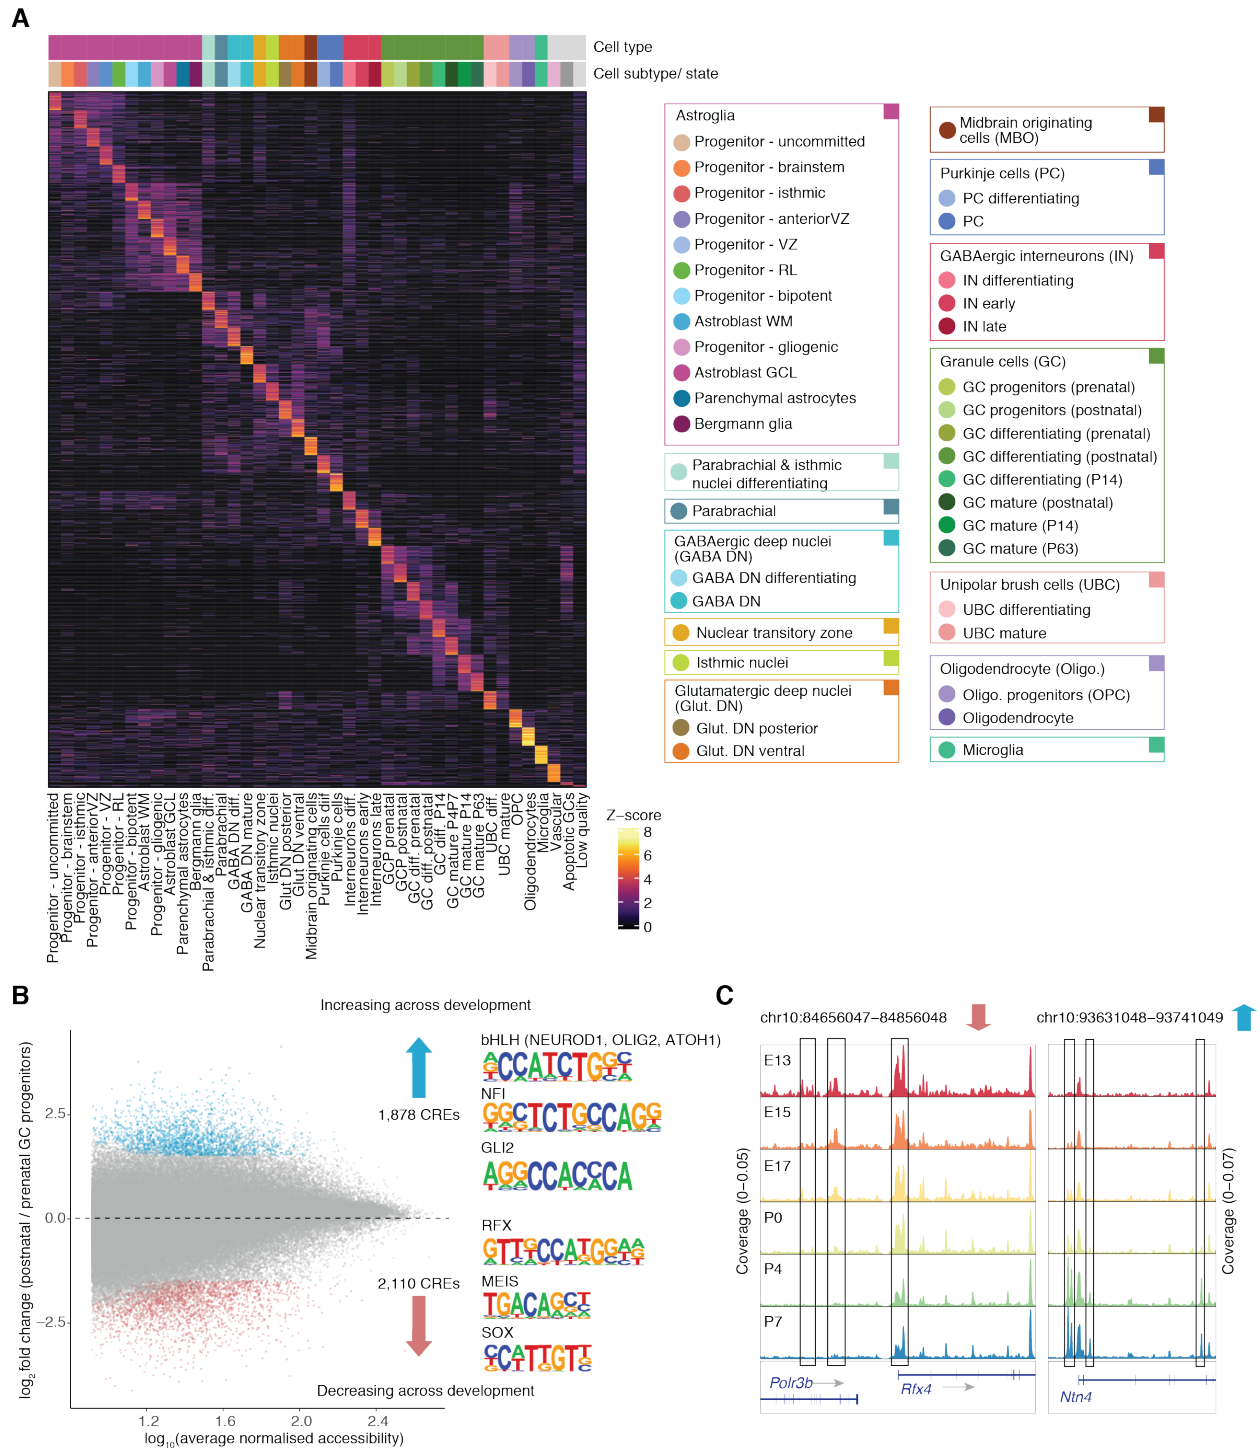 A
Cell type
Cell subtype/ state
Astroglia
Progenitor - uncommitted
Progenitor - brainstem
Progenitor - isthmic
Progenitor - anteriorVZ
Progenitor - VZ
Progenitor - RL
Progenitor - bipotent
Astroblast WM
Progenitor - gliogenic
Astroblast GCL
Parenchymal astrocytes
Bergmann glia
Parabrachial & isthmic
nuclei differentiating
Parabrachial
GABAergic deep nuclei
(GABA DN)
GABA DN differentiating
GABA DN
Nuclear transitory zone
Isthmic nuclei
Glutamatergic deep nuclei
(Glut. DN)
Glut. DN posterior
Glut. DN ventral
Midbrain originating
cells (MBO)
Purkinje cells (PC)
PC differentiating
PC
GABAergic interneurons (IN)
IN differentiating
IN early
IN late
Granule cells (GC)
GC progenitors (prenatal)
GC progenitors (postnatal)
GC differentiating (prenatal)
GC differentiating (postnatal)
GC differentiating (P14)
GC mature (postnatal)
GC mature (P14)
GC mature (P63)
Unipolar brush cells (UBC)
UBC differentiating
UBC mature
Oligodendrocyte (Oligo.)
Oligo. progenitors (OPC)
Oligodendrocyte
Microglia
Progenitor - uncommitted
Progenitor - brainstem
Progenitor - isthmic
Progenitor - anteriorVZ
Progenitor - VZ
Progenitor - RL
Progenitor - bipotent
Astroblast WM
Progenitor - gliogenic
Astroblast GCL
Parenchymal astrocytes
Bergmann glia
Parabrachial & isthmic diff.
Parabrachial
GABA DN diff.
GABA DN mature
Nuclear transitory zone
Isthmic nuclei
Glut DN posterior
Glut DN ventral
Midbrain originating cells
Purkinje cells diff
Purkinje cells
Interneurons diff.
Interneurons early
Interneurons late
GCP prenatal
GCP postnatal
GC diff. prenatal
GC diff. postnatal
GC diff. P14
GC mature P4P7
GC mature P14
GC mature P63
UBC diff.
UBC mature
OPC
Oligodendrocytes
Microglia
Vascular
Apoptotic GCs
Low quality
Z-score
8
6
4
2
0
B
Increasing across development
log2 fold change (postnatal / prenatal GC progenitors)
2.5
0.0
−2.5
1,878 CREs
2,110 CREs
bHLH (NEUROD1, OLIG2, ATOH1)
NFI
GLI2
RFX
MEIS
SOX
Decreasing across development
1.2
1.6
2.0
2.4
log10(average normalised accessibility)
C
chr10:84656047−84856048
chr10:93631048−93741049
Coverage (0−0.05)
E13
E15
E17
P0
P4
P7
Coverage (0−0.07)
Polr3b
Rfx4
Ntn4